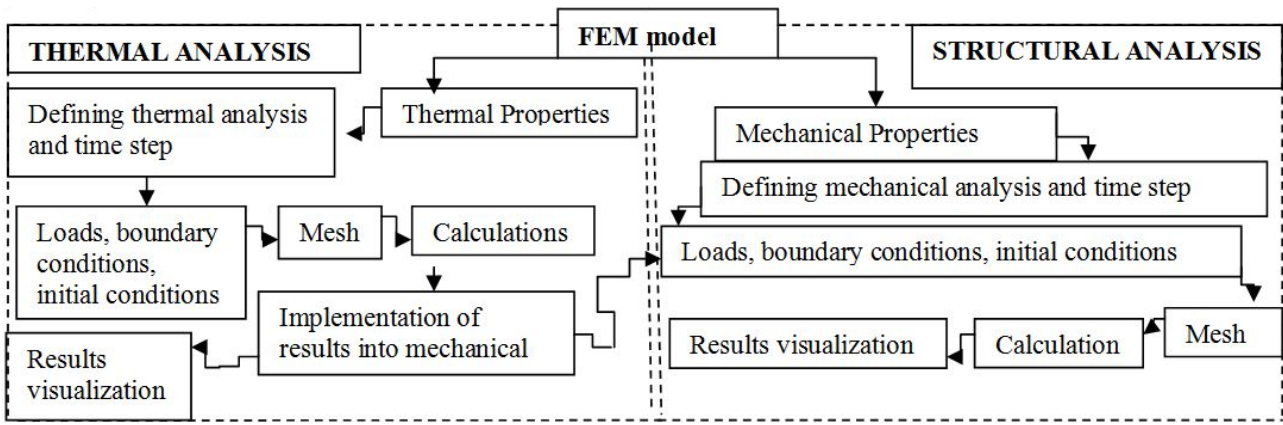 FEM model
THERMAL ANALYSIS
STRUCTURAL ANALYSIS
Defining thermal analysis
and time step
Thermal Properties
Mechanical Properties
Defining mechanical analysis and time step
Loads, boundary
conditions,
initial conditions
Mesh
Calculations
Loads, boundary conditions, initial conditions
Implementation of
results into mechanical
Results
visualization
Results visualization
Calculation
Mesh